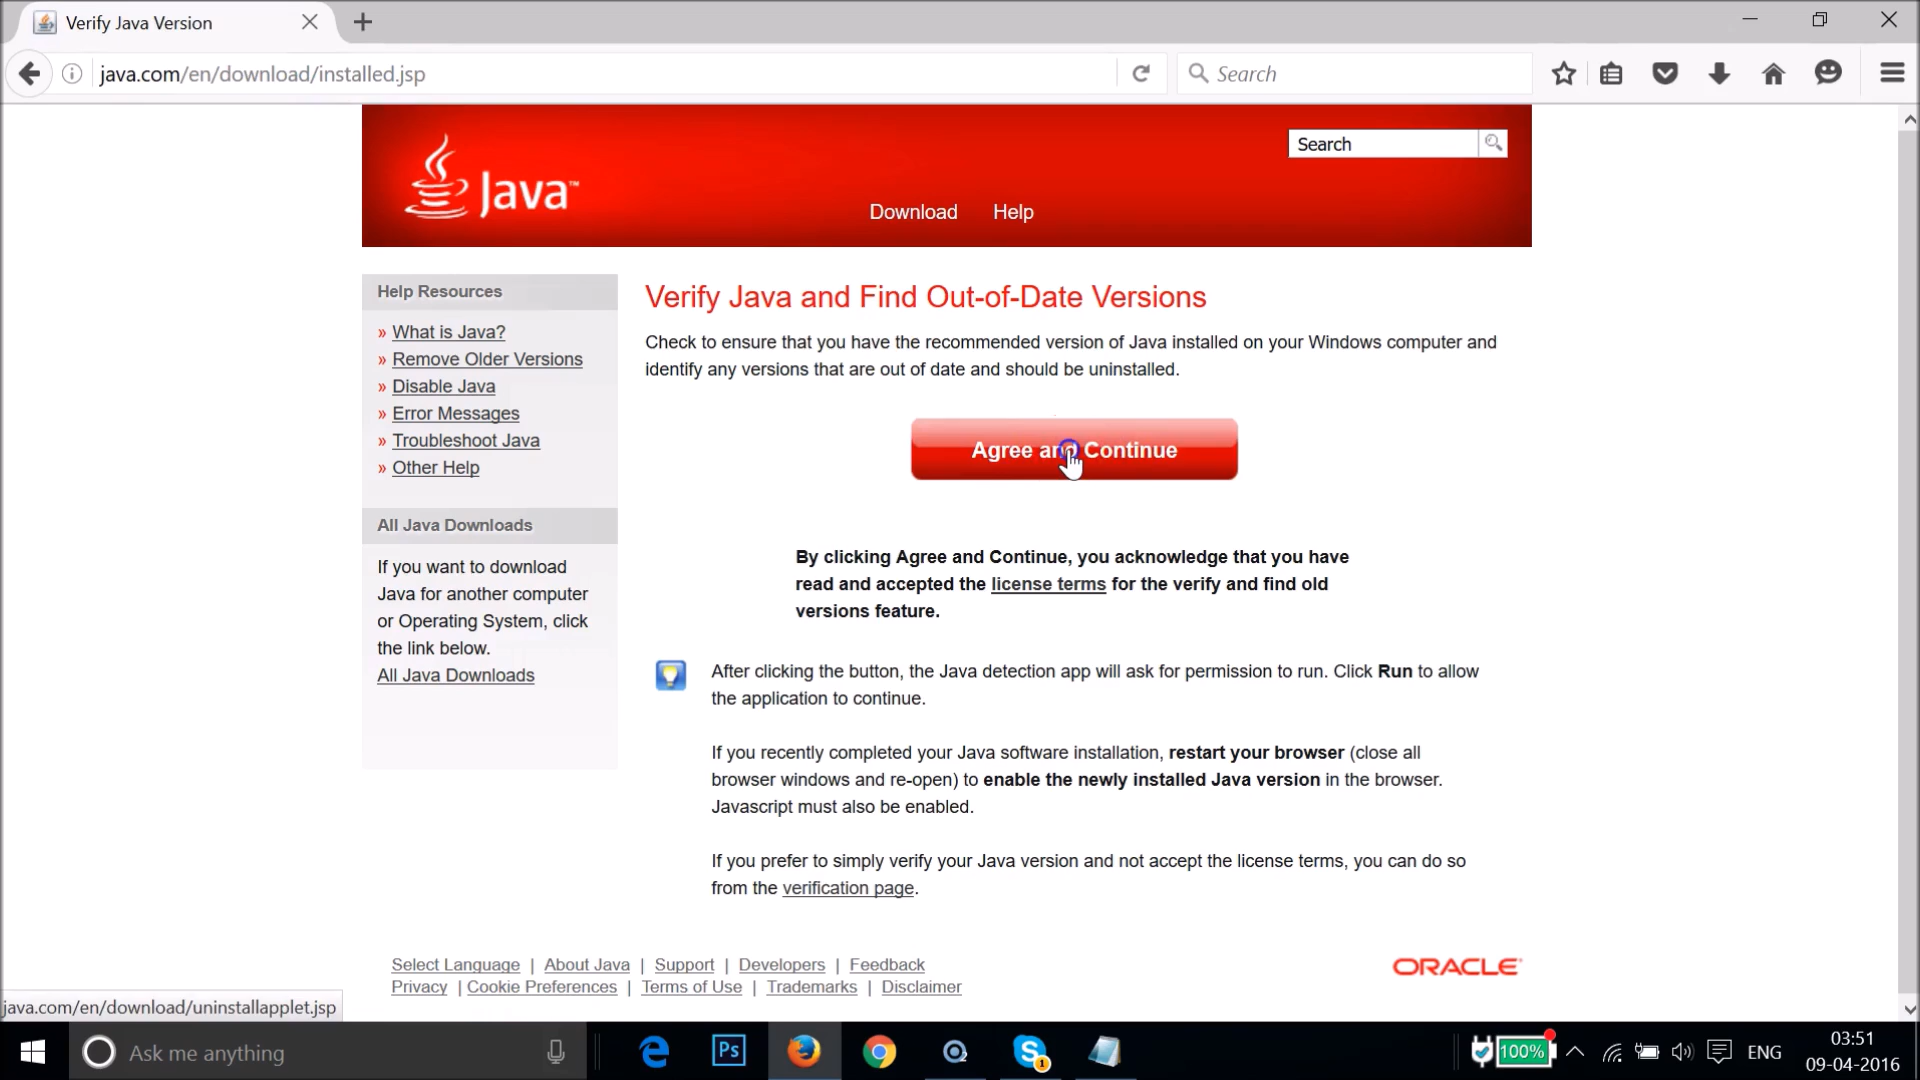 Verify Java Version
java.com/en/download/installed.jsp
Search
Java™
Search
Download
Help
Help Resources
» What is Java?
» Remove Older Versions
» Disable Java
» Error Messages
» Troubleshoot Java
» Other Help
All Java Downloads
If you want to download
Java for another computer
or Operating System, click
the link below.
All Java Downloads
Verify Java and Find Out-of-Date Versions
Check to ensure that you have the recommended version of Java installed on your Windows computer and
identify any versions that are out of date and should be uninstalled.
Agree and Continue
By clicking Agree and Continue, you acknowledge that you have
read and accepted the license terms for the verify and find old
versions feature.
After clicking the button, the Java detection app will ask for permission to run. Click Run to allow
the application to continue.
If you recently completed your Java software installation, restart your browser (close all
browser windows and re-open) to enable the newly installed Java version in the browser.
Javascript must also be enabled.
If you prefer to simply verify your Java version and not accept the license terms, you can do so
from the verification page.
Select Language | About Java | Support | Developers | Feedback
Privacy | Cookie Preferences | Terms of Use | Trademarks | Disclaimer
ORACLE
java.com/en/download/uninstallapplet.jsp
Ask me anything
Ps
S
1
100%
ENG
03:51
09-04-2016